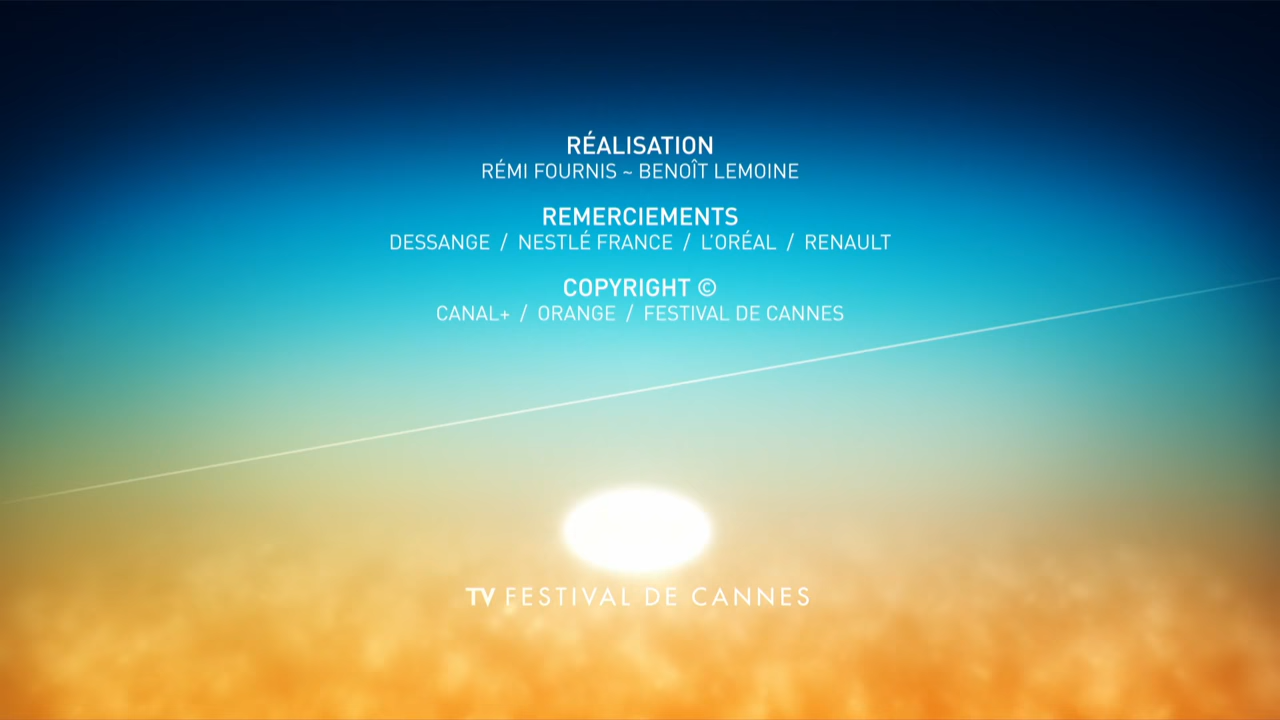 RÉALISATION
RÉMI FOURNIS ~ BENOÎT LEMOINE
REMERCIEMENTS
DESSANGE / NESTLÉ FRANCE / L'ORÉAL / RENAULT
COPYRIGHT ©
CANAL+ / ORANGE / FESTIVAL DE CANNES
TV FESTIVAL DE CANNES